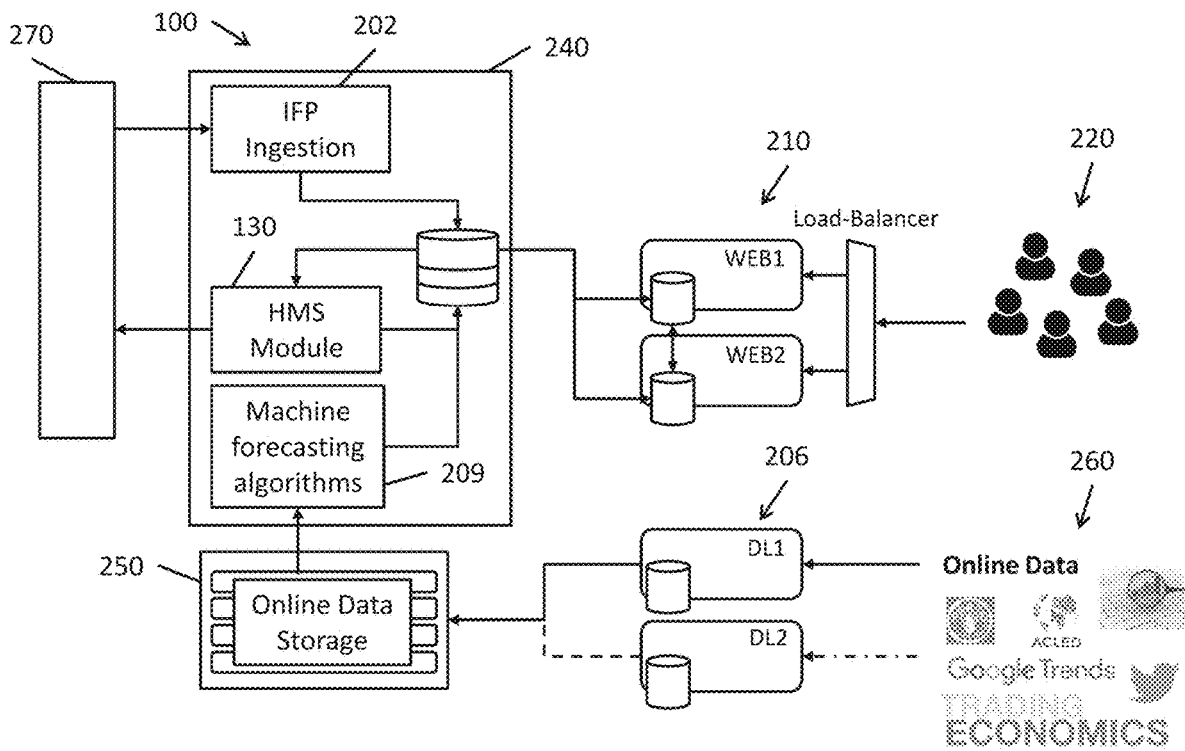 270
100
202
240
IFP
Ingestion
210
220
Load-Balancer
130
WEB1
HMS
Module
WEB2
Machine
forecasting
algorithms
209
206
260
250
Online Data
Storage
DL1
DL2
Online Data
ACLED
Google Trends
TRADING
ECONOMICS